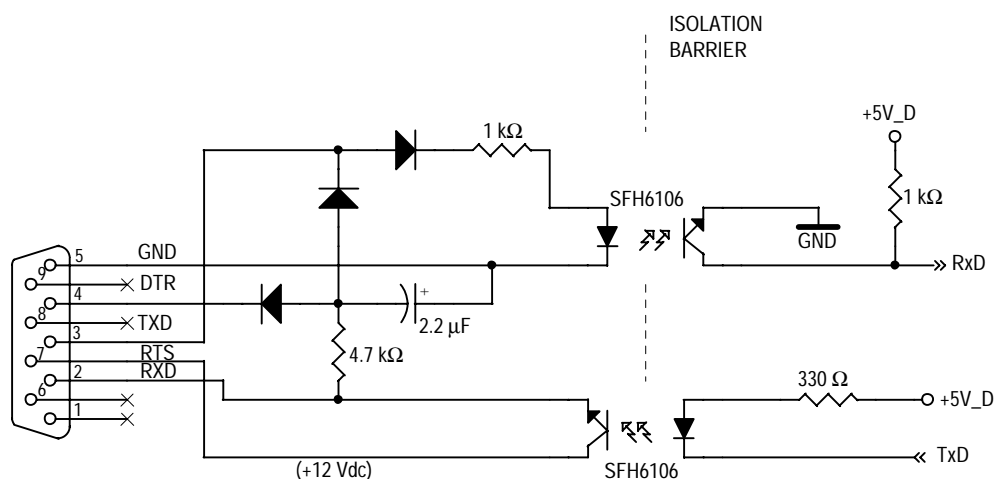 ISOLATION
BARRIER
+5V_D
1 kΩ
SFH6106
1 kΩ
GND
5
GND
RxD
9
DTR
4
+
8
TXD
2.2 µF
3
4.7 kΩ
7
RTS
2
RXD
330 Ω
6
+5V_D
1
TxD
(+12 Vdc)
SFH6106